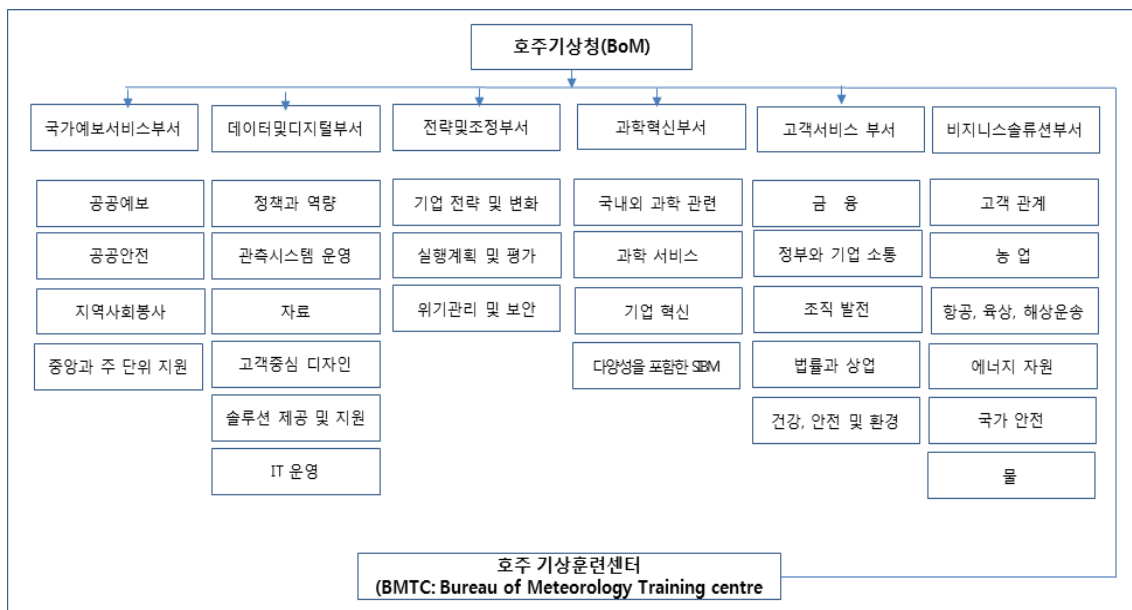 호주기상청(BoM)
국가예보서비스부서
데이터및디지털부서
전략및조정부서
과학혁신부서
고객서비스 부서
비지니스솔류션부서
공공예보
정책과 역량
기업 전략 및 변화
국내외 과학 관련
금 융
고객 관계
공공안전
관측시스템 운영
실행계획 및 평가
과학 서비스
정부와 기업 소통
농 업
지역사회봉사
자료
위기관리 및 보안
기업 혁신
조직 발전
항공, 육상, 해상운송
중앙과 주 단위 지원
고객중심 디자인
다양성을 포함한 SIBM
법률과 상업
에너지 자원
솔루션 제공 및 지원
건강, 안전 및 환경
국가 안전
IT 운영
물
호주 기상훈련센터
(BMTC: Bureau of Meteorology Training centre